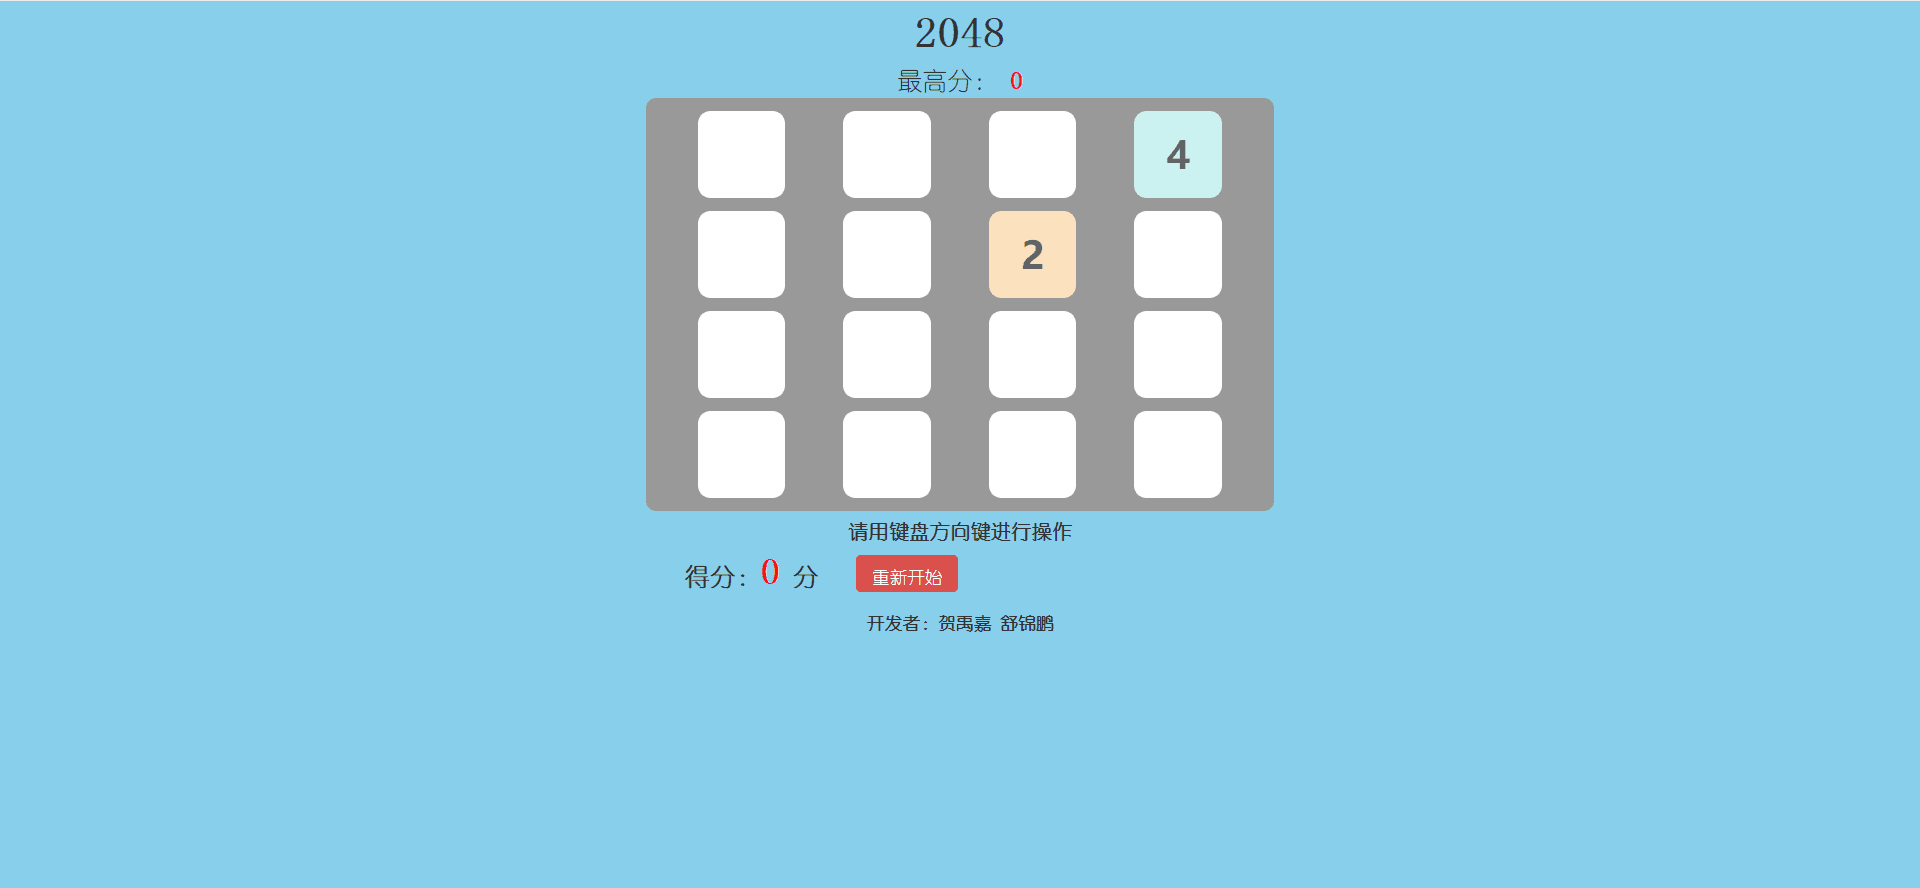 2048
最高分： 0
4
2
请用键盘方向键进行操作
得分：0 分 重新开始
开发者：贺禹嘉 舒锦鹏